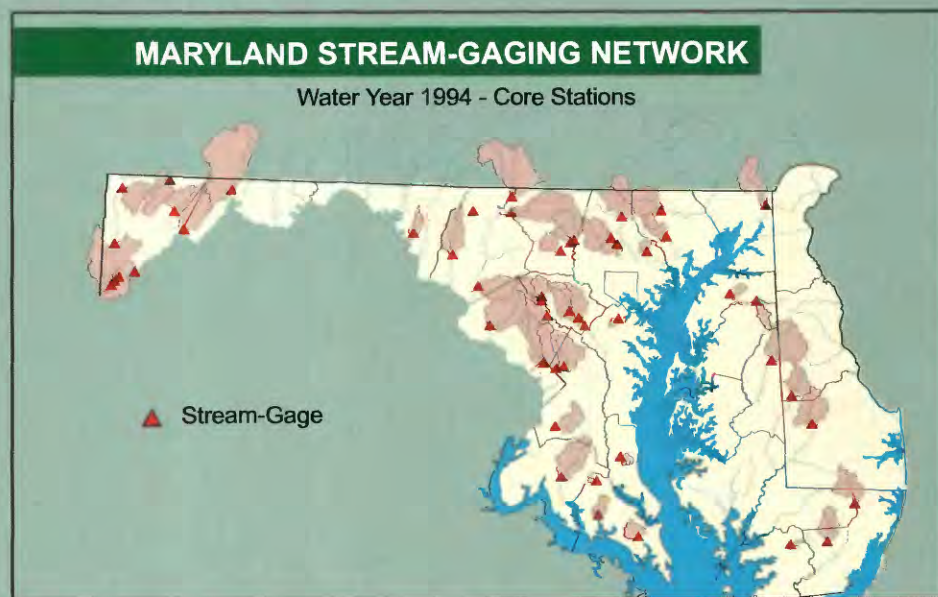 MARYLAND STREAM-GAGING NETWORK
Water Year 1994 - Core Stations
Stream-Gage